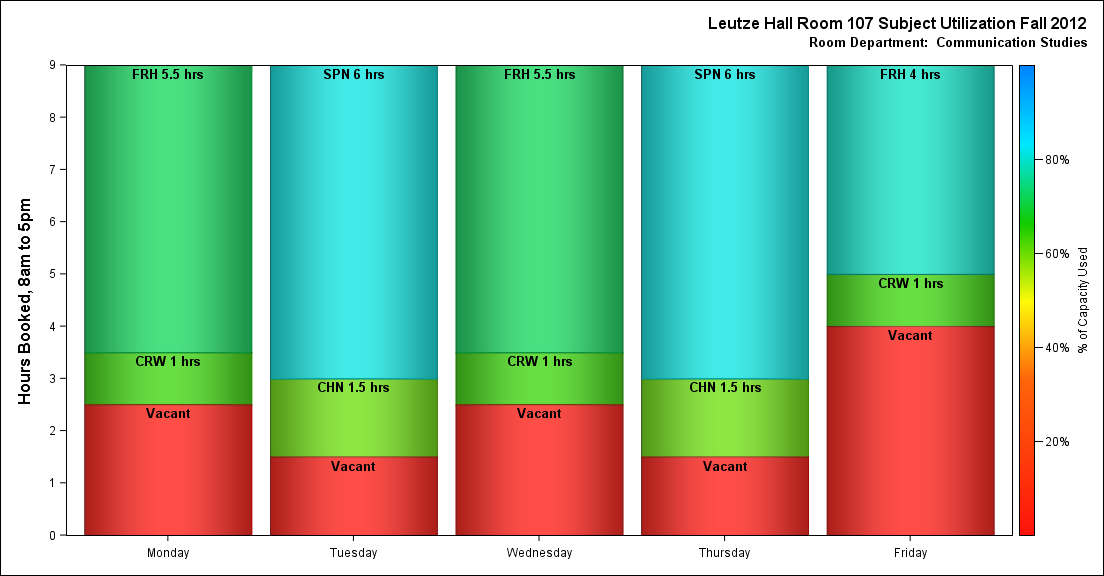 Leutze Hall Room 107 Subject Utilization Fall 2012
Room Department:  Communication Studies
Hours Booked, 8am to 5pm
9
8
7
6
5
4
3
2
1
0
FRH 5.5 hrs
CRW 1 hrs
Vacant
SPN 6 hrs
CHN 1.5 hrs
Vacant
FRH 5.5 hrs
CRW 1 hrs
Vacant
SPN 6 hrs
CHN 1.5 hrs
Vacant
FRH 4 hrs
CRW 1 hrs
Vacant
Monday
Tuesday
Wednesday
Thursday
Friday
80%
60%
40%
20%
% of Capacity Used